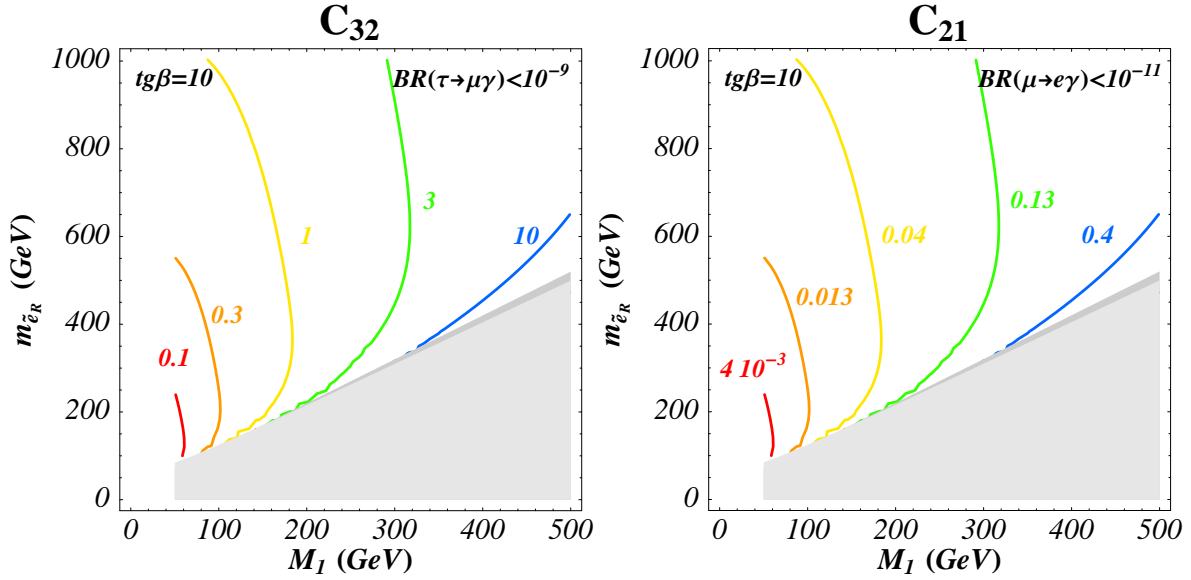 C₃₂
tgβ=10
BR(τ→μγ)<10⁻⁹
1000
800
600
400
200
0
m_ẽ_R (GeV)
0.1
0.3
1
3
10
0 100 200 300 400 500
M₁ (GeV)
C₂₁
tgβ=10
BR(μ→eγ)<10⁻¹¹
1000
800
600
400
200
0
m_ẽ_R (GeV)
4 10⁻³
0.013
0.04
0.13
0.4
0 100 200 300 400 500
M₁ (GeV)